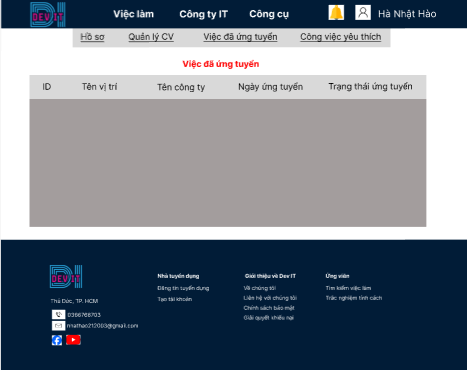 DEV IT
Việc làm Công ty IT Công cụ Hà Nhật Hào
Hồ sơ Quản lý CV Việc đã ứng tuyển Công việc yêu thích
Việc đã ứng tuyển
ID Tên vị trí Tên công ty Ngày ứng tuyển Trạng thái ứng tuyển
DEV IT
Nhà tuyển dụng Giới thiệu về Dev IT Ứng viên
Đăng tin tuyển dụng Về chúng tôi Tìm kiếm việc làm
Tạo tài khoản Liên hệ với chúng tôi Trắc nghiệm tính cách
Thủ Đức, TP. HCM Chính sách bảo mật
0366768703 Giải quyết khiếu nại